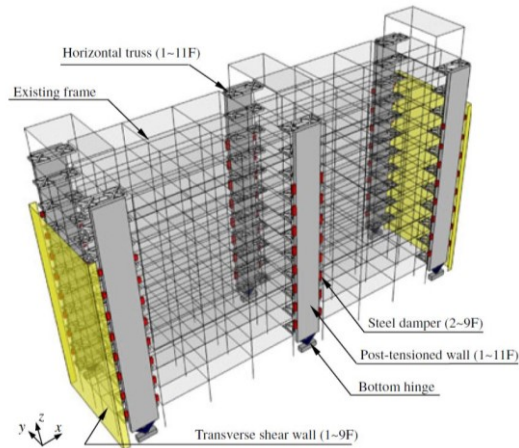 Horizontal truss (1~11F)
Existing frame
Steel damper (2~9F)
Post-tensioned wall (1~11F)
Bottom hinge
Transverse shear wall (1~9F)
z
y
x